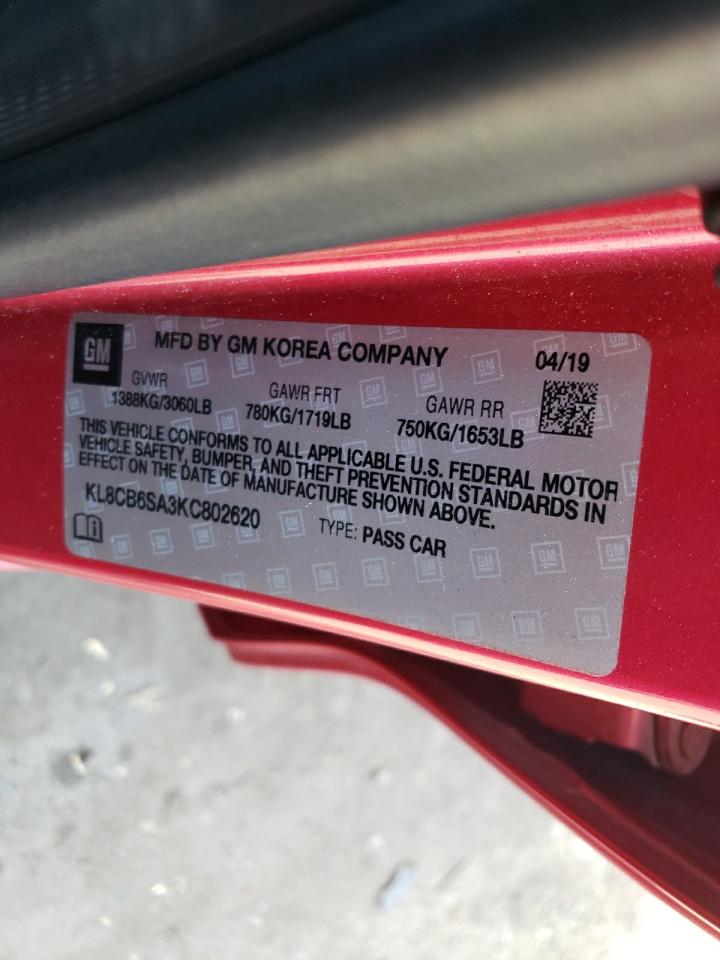 GM
MFD BY GM KOREA COMPANY 04/19
GVWR GAWR FRT GAWR RR
1388KG/3060LB 780KG/1719LB 750KG/1653LB
THIS VEHICLE CONFORMS TO ALL APPLICABLE U.S. FEDERAL MOTOR
VEHICLE SAFETY, BUMPER, AND THEFT PREVENTION STANDARDS IN
EFFECT ON THE DATE OF MANUFACTURE SHOWN ABOVE.
KL8CB6SA3KC802620 TYPE: PASS CAR